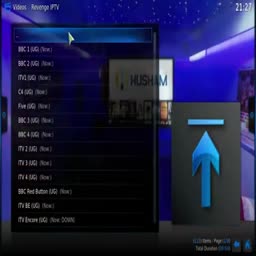 Videos - Revenge IPTV
21:27
..
BBC 1 (UG) (Now:)
BBC 2 (UG) (Now:)
ITV1 (UG) (Now:)
C4 (UG) (Now:)
Five (UG) (Now:)
BBC 3 (UG) (Now:)
BBC 4 (UG) (Now:)
ITV 2 (UG) (Now:)
ITV 3 (UG) (Now:)
ITV 4 (UG) (Now:)
BBC Red Button (UG) (Now:)
ITV BE (UG) (Now:)
ITV Encore (UG) (Now: DOWN)
HUSHAM
Items - Page
Total Duration